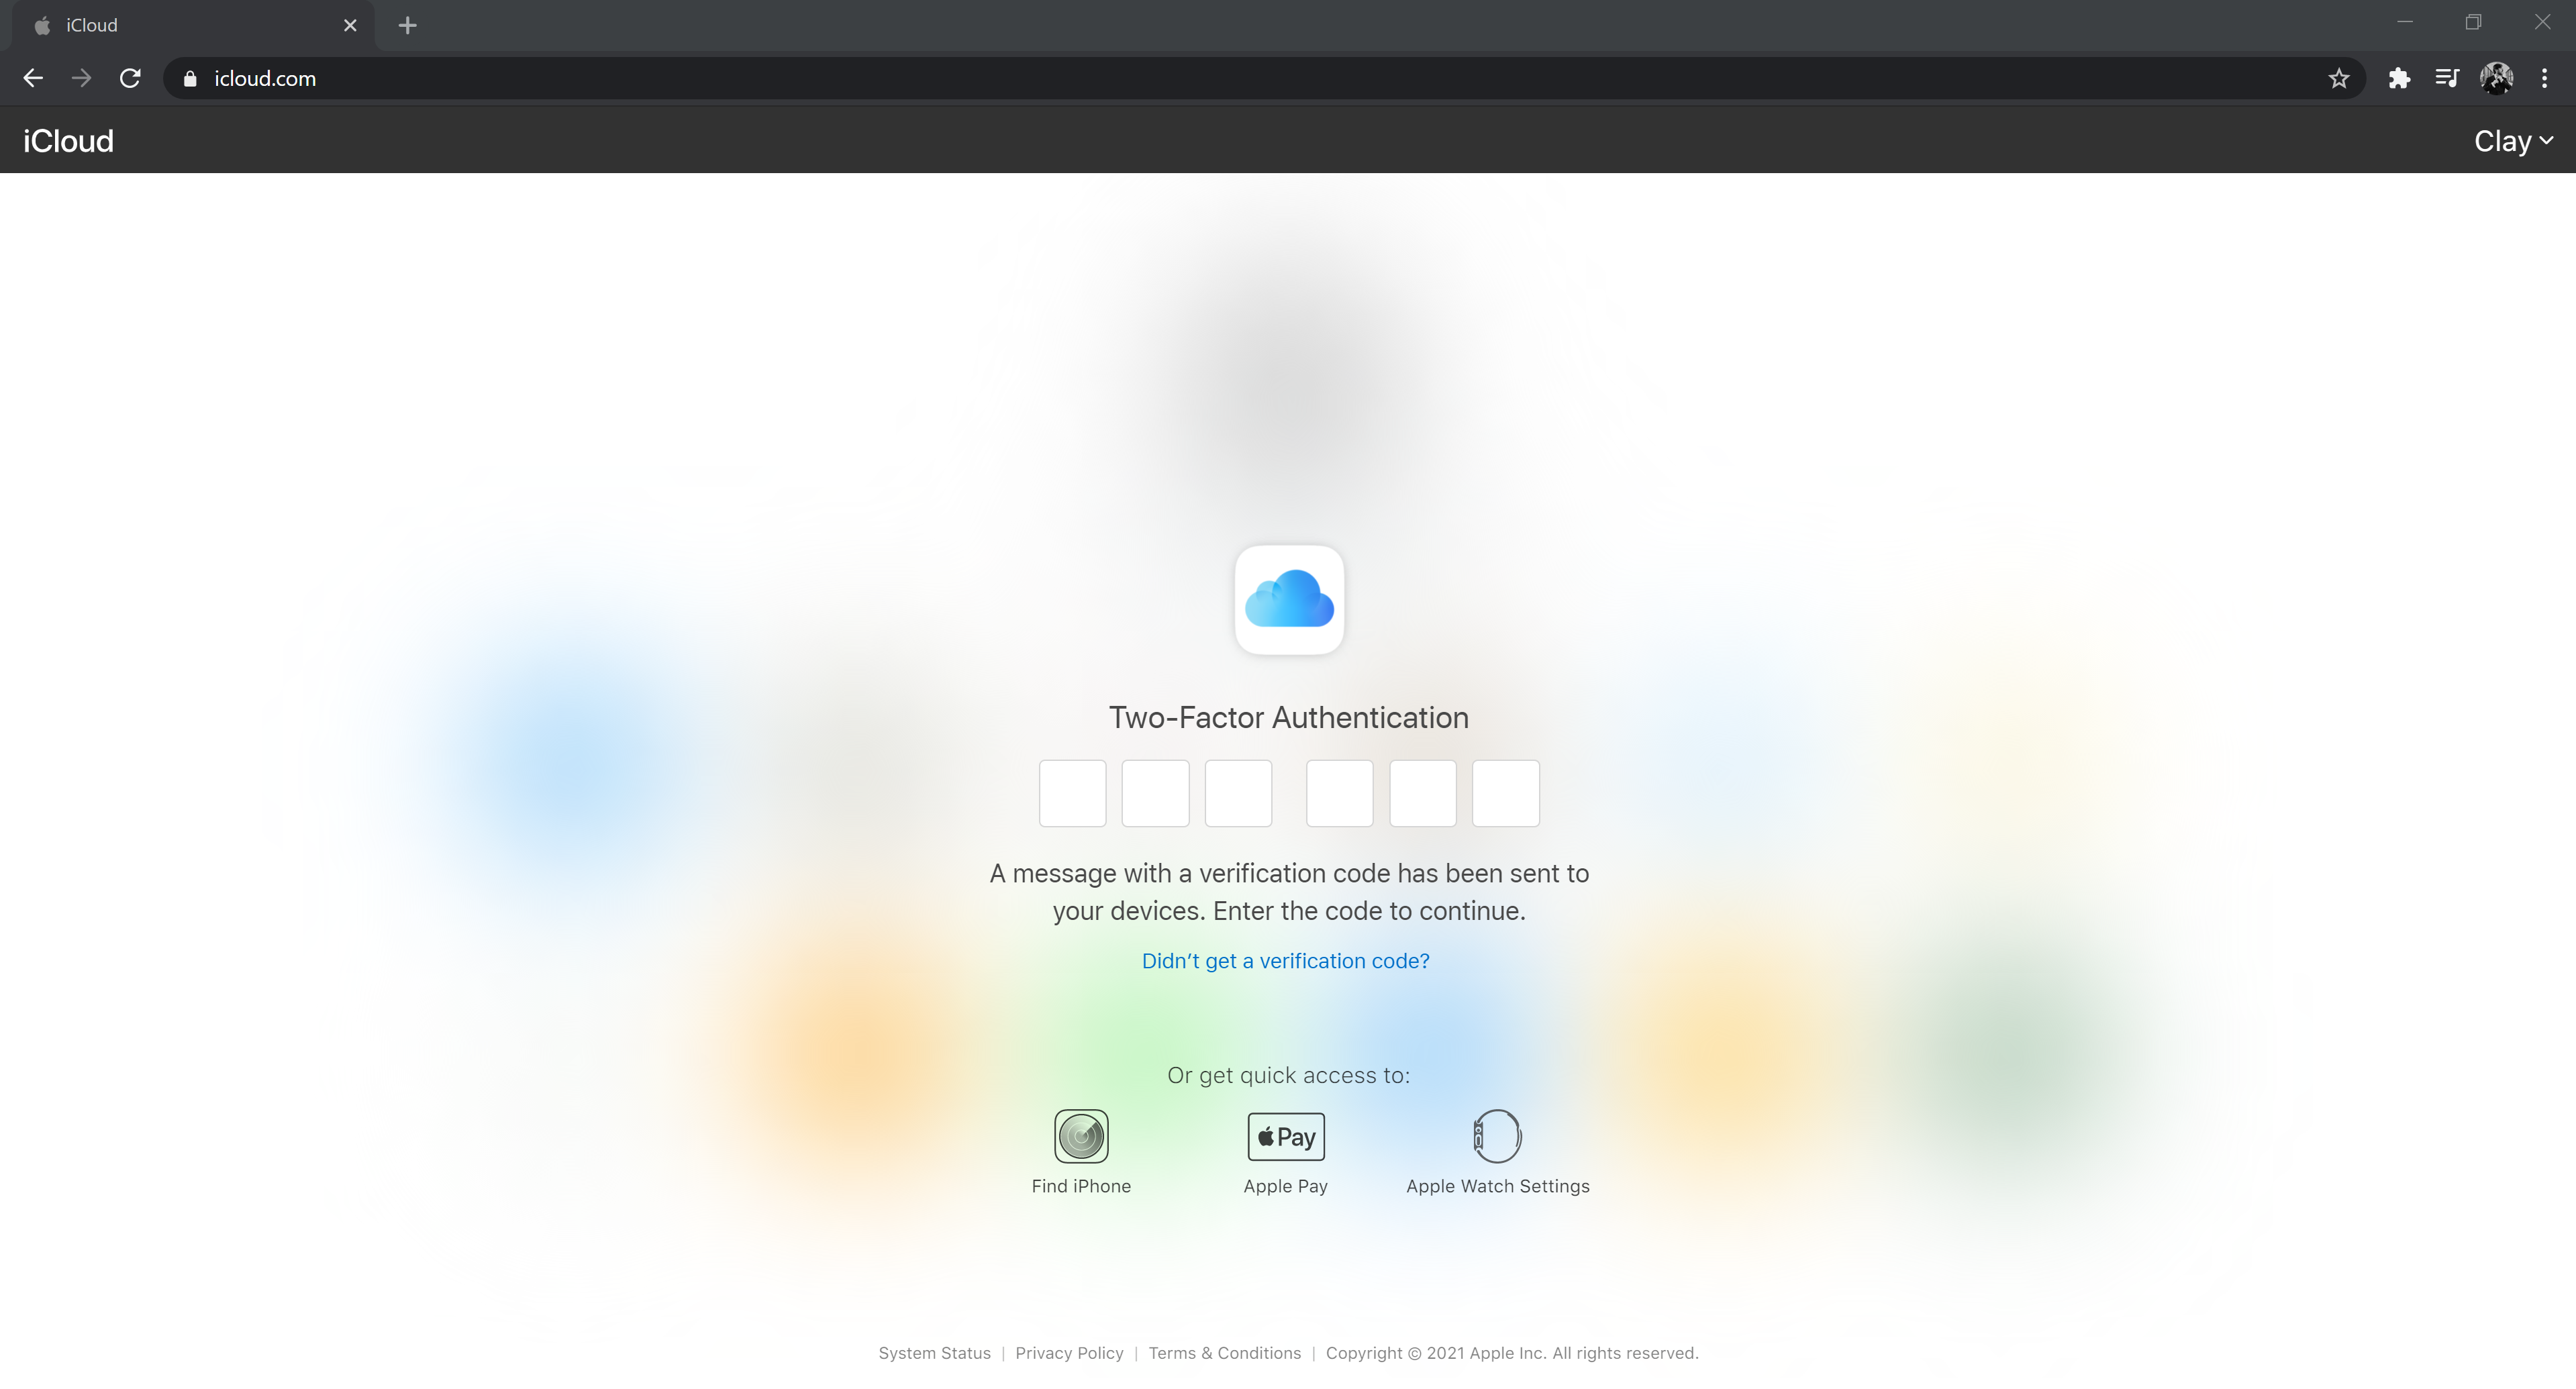 iCloud
icloud.com
iCloud
Clay
Two-Factor Authentication
A message with a verification code has been sent to
your devices. Enter the code to continue.
Didn’t get a verification code?
Or get quick access to:
Pay
Find iPhone
Apple Pay
Apple Watch Settings
System Status | Privacy Policy | Terms & Conditions | Copyright © 2021 Apple Inc. All rights reserved.